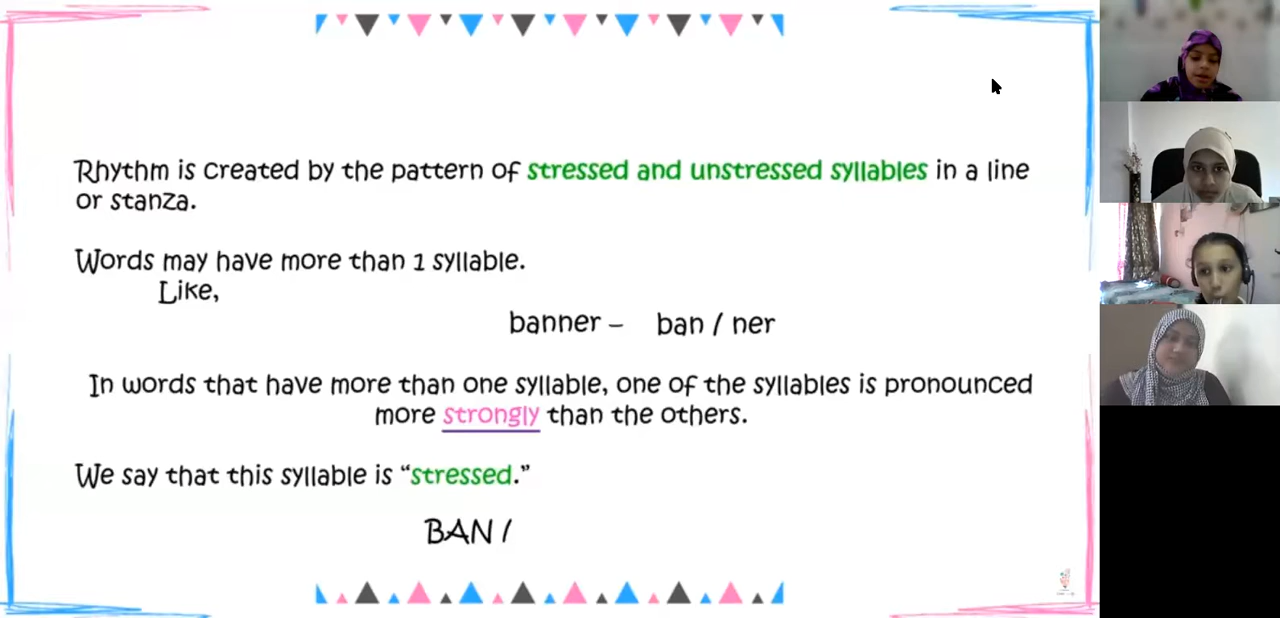 Rhythm is created by the pattern of stressed and unstressed syllables in a line
or stanza.
Words may have more than 1 syllable.
Like,
banner – ban / ner
In words that have more than one syllable, one of the syllables is pronounced
more strongly than the others.
We say that this syllable is “stressed.”
BAN /